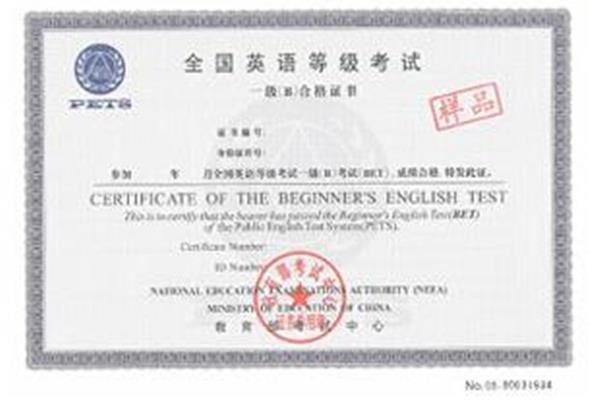 全国英语等级考试
一级(B)合格证书
PETS
样品
证书编号:
身份证件号:
参加 年 月全国英语等级考试一级(B)考试(BET), 成绩合格, 特发此证。
CERTIFICATE OF THE BEGINNER'S ENGLISH TEST
This is to certify that the bearer has passed the Beginner's English Test(BET)
of the Public English Test System(PETS).
Certificate Number:
ID Number:
NATIONAL EDUCATION EXAMINATIONS AUTHORITY (NEEA)
MINISTRY OF EDUCATION OF CHINA
教育部考试中心